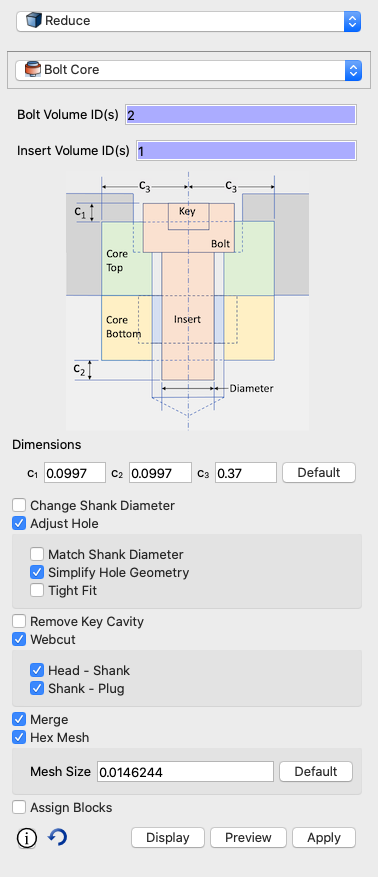 Reduce
Bolt Core
Bolt Volume ID(s) 2
Insert Volume ID(s) 1
C3 C3
C1 Key
Bolt
Core
Top
Core
Bottom
Insert
C2
Diameter
Dimensions
C1 0.0997 C2 0.0997 C3 0.37 Default
Change Shank Diameter
Adjust Hole
Match Shank Diameter
Simplify Hole Geometry
Tight Fit
Remove Key Cavity
Webcut
Head - Shank
Shank - Plug
Merge
Hex Mesh
Mesh Size 0.0146244 Default
Assign Blocks
i Display Preview Apply